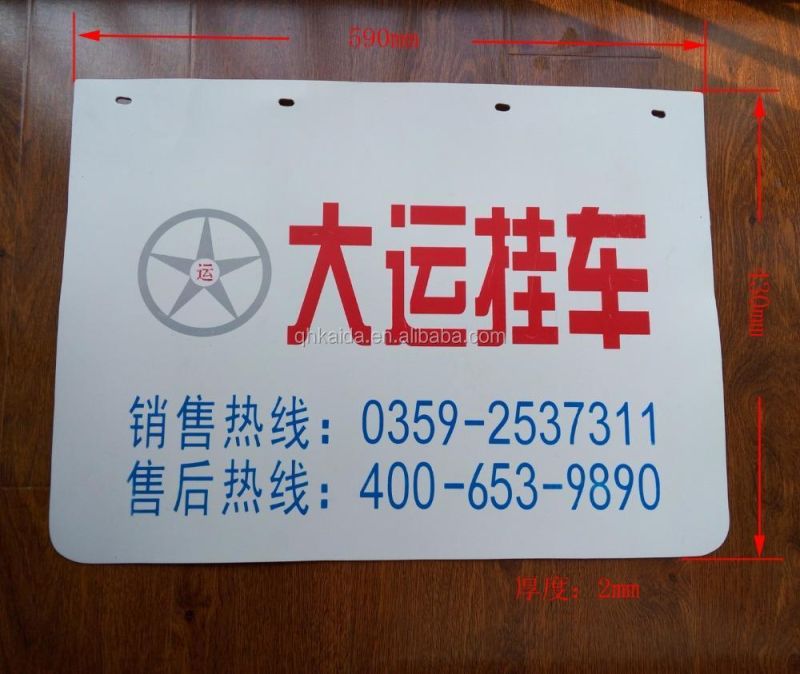 590mm
大运挂车
运
qhkaida.en.alibaba.com
430mm
销售热线：0359-2537311
售后热线：400-653-9890
厚度：2mm